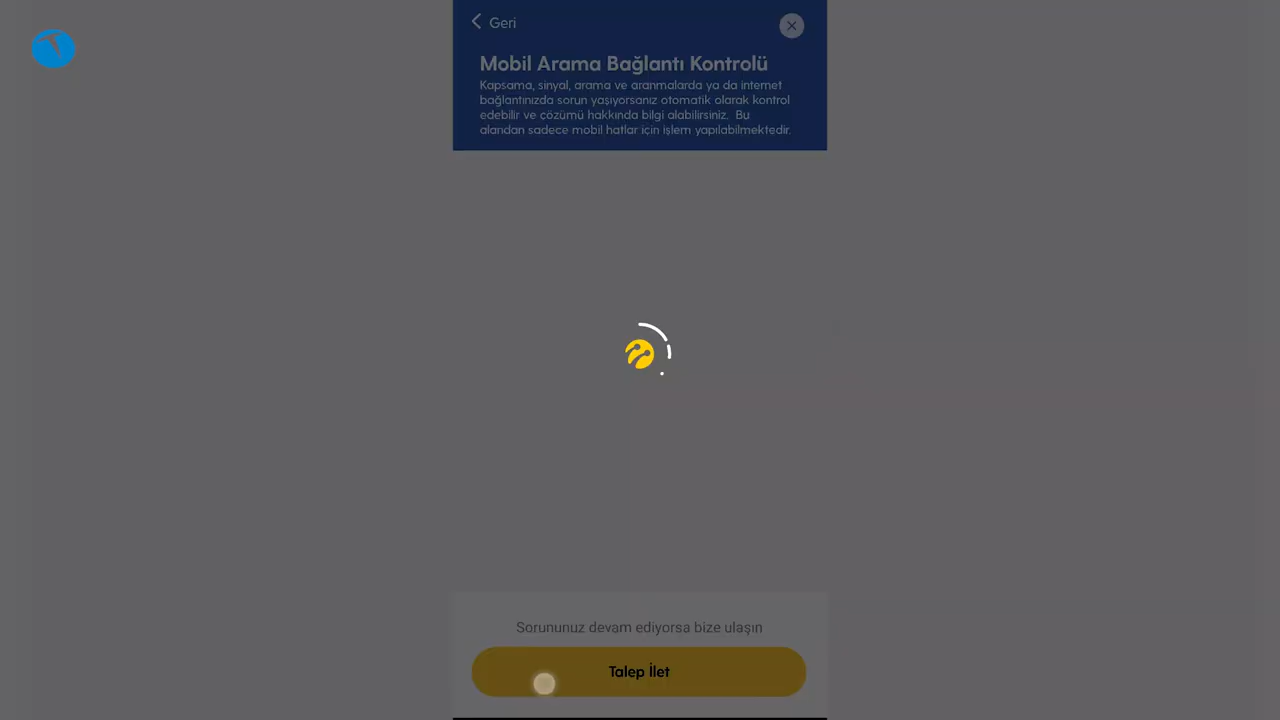 Geri
Mobil Arama Bağlantı Kontrolü
Kapsama, sinyal, arama ve aranmalarda ya da internet
bağlantınızda sorun yaşıyorsanız otomatik olarak kontrol
edebilir ve çözümü hakkında bilgi alabilirsiniz. Bu
alandan sadece mobil hatlar için işlem yapılabilmektedir.
Sorununuz devam ediyorsa bize ulaşın
Talep İlet